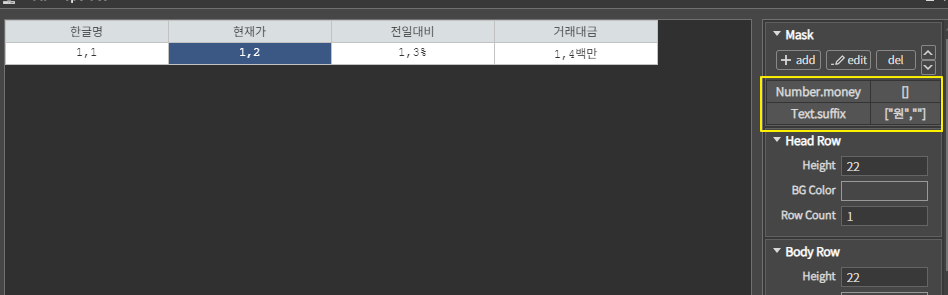 한글명 현재가 전일대비 거래대금
1,1 1,2 1,3% 1,4백만
Mask
add edit del
Number.money []
Text.suffix ["원",""]
Head Row
Height 22
BG Color
Row Count 1
Body Row
Height 22